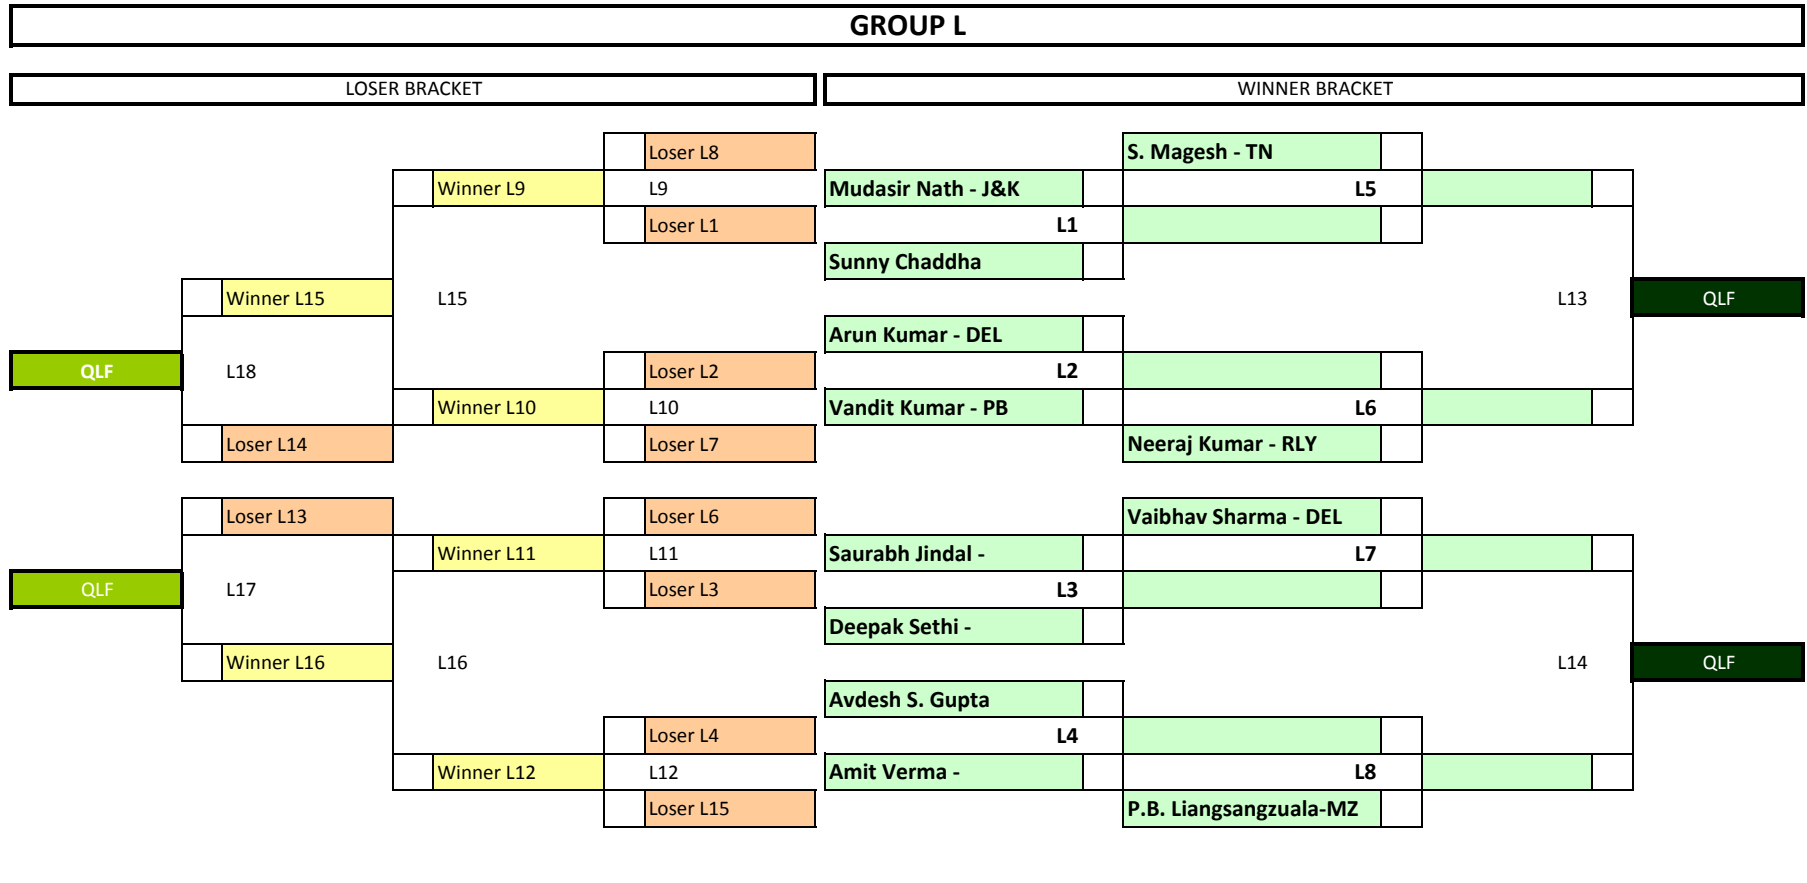 GROUP L
LOSER BRACKET WINNER BRACKET
Loser L8 S. Magesh - TN
Winner L9 L9 Mudasir Nath - J&K L5
Loser L1 L1
Sunny Chaddha
Winner L15 L15 L13 QLF
Arun Kumar - DEL
QLF L18 Loser L2 L2
Winner L10 L10 Vandit Kumar - PB L6
Loser L14 Loser L7 Neeraj Kumar - RLY
Loser L13 Loser L6 Vaibhav Sharma - DEL
Winner L11 L11 Saurabh Jindal - L7
QLF L17 Loser L3 L3
Deepak Sethi -
Winner L16 L16 L14 QLF
Avdesh S. Gupta
Loser L4 L4
Winner L12 L12 Amit Verma - L8
Loser L15 P.B. Liangsangzuala-MZ